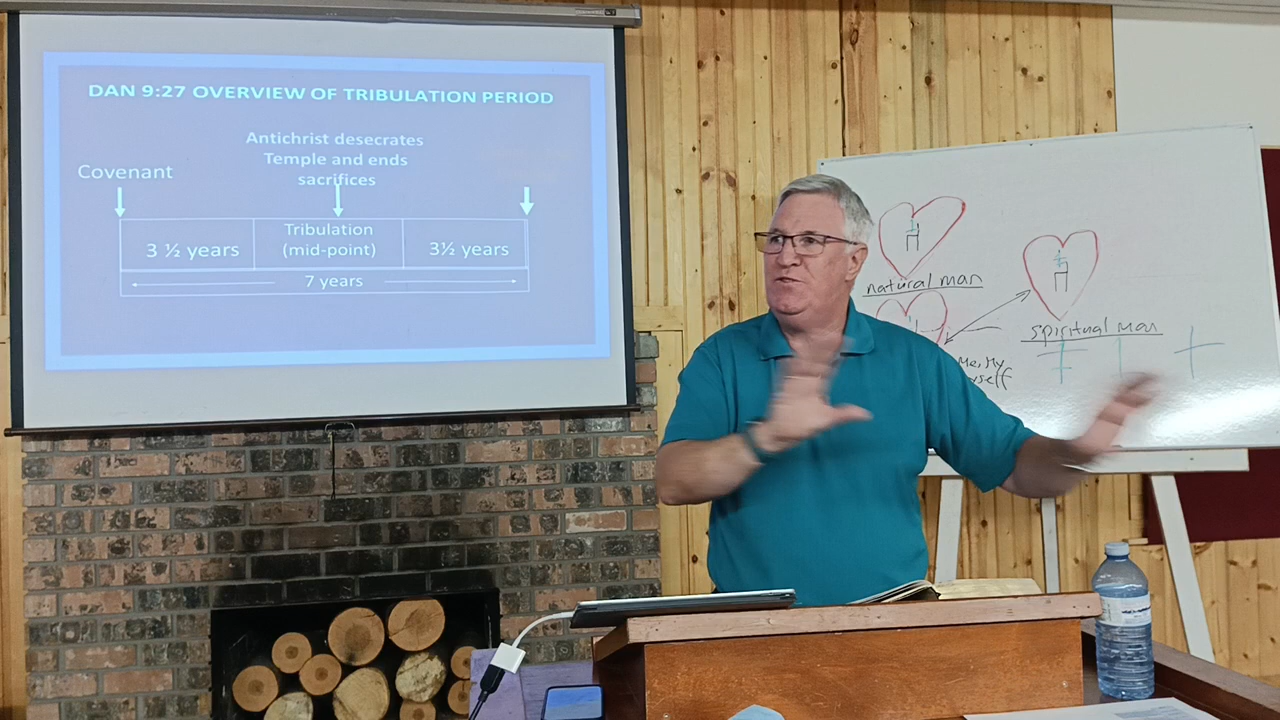 DAN 9:27 OVERVIEW OF TRIBULATION PERIOD
Antichrist desecrates
Temple and ends
sacrifices
Covenant
3 ½ years
Tribulation
(mid-point)
3½ years
7 years
natural man
spiritual man
Me, My